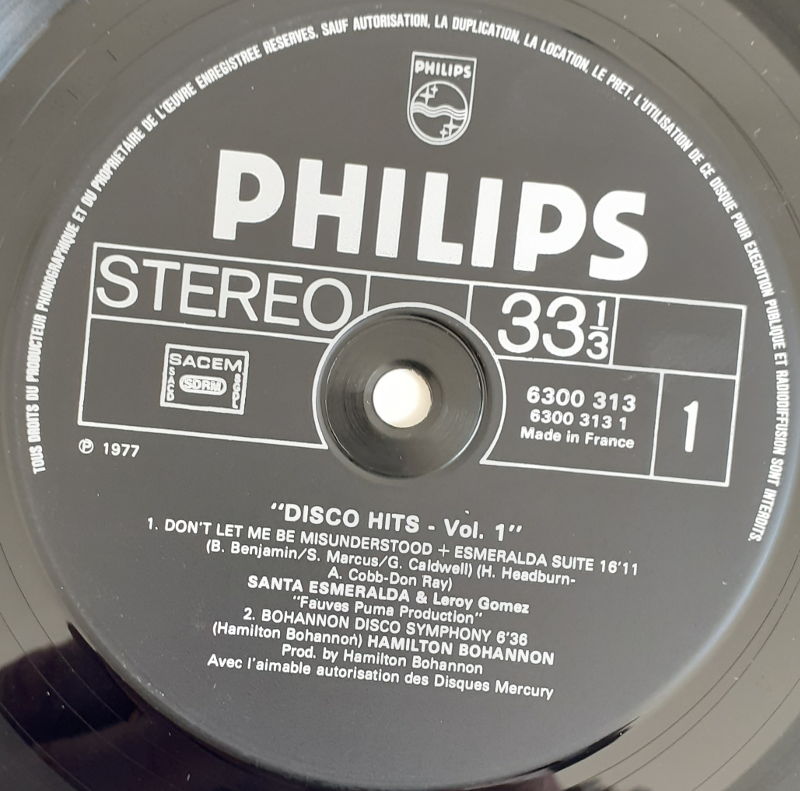 TOUS DROITS DU PRODUCTEUR PHONOGRAPHIQUE ET DU PROPRIETAIRE DE L'ŒUVRE ENREGISTREE RESERVES. SAUF AUTORISATION, LA DUPLICATION, LA LOCATION, LE PRET, L'UTILISATION DE CE DISQUE POUR EXECUTION PUBLIQUE ET RADIODIFFUSION SONT INTERDITS.
PHILIPS
PHILIPS
STEREO
33 1/3
SACEM
SACD
SDRM
SGDL
6300 313
6300 313 1
Made in France
1
℗ 1977
"DISCO HITS - Vol. 1"
1. DON'T LET ME BE MISUNDERSTOOD + ESMERALDA SUITE 16'11
(B. Benjamin/S. Marcus/G. Caldwell) (H. Headburn-
A. Cobb-Don Ray)
SANTA ESMERALDA & Leroy Gomez
"Fauves Puma Production"
2. BOHANNON DISCO SYMPHONY 6'36
(Hamilton Bohannon) HAMILTON BOHANNON
Prod. by Hamilton Bohannon
Avec l'aimable autorisation des Disques Mercury